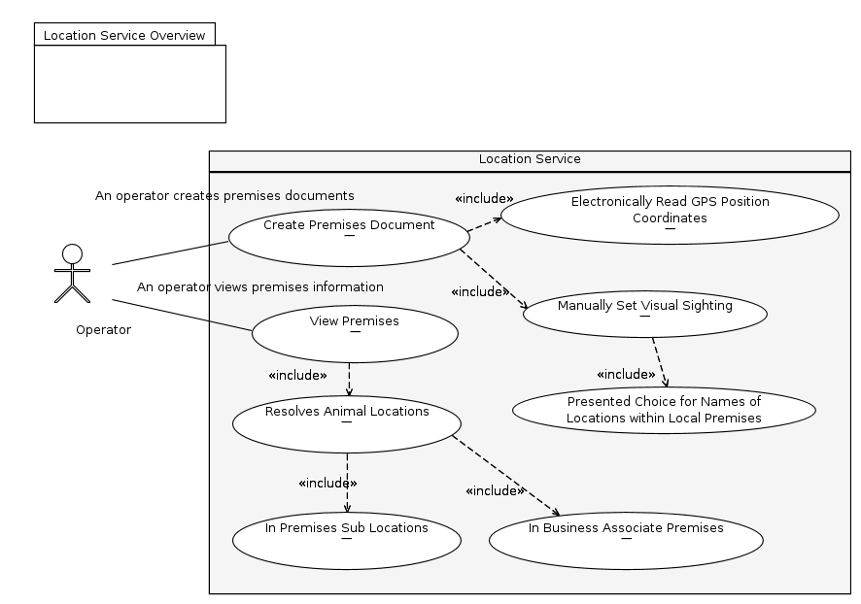 Location Service Overview
Location Service
An operator creates premises documents
«include»
Electronically Read GPS Position
Coordinates
Create Premises Document
An operator views premises information
«include»
Manually Set Visual Sighting
Operator
View Premises
«include»
«include»
Presented Choice for Names of
Locations within Local Premises
Resolves Animal Locations
«include»
«include»
In Premises Sub Locations
In Business Associate Premises